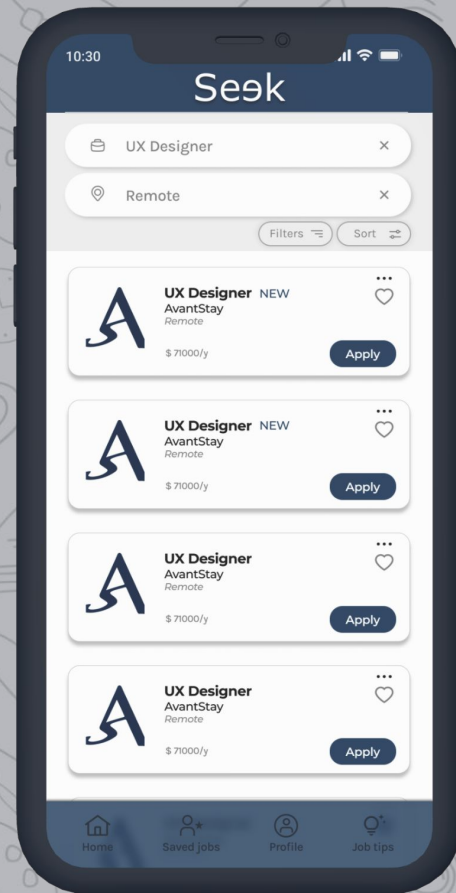 10:30
Seek
UX Designer
Remote
Filters
Sort
UX Designer NEW
AvantStay
Remote
$ 71000/y
Apply
UX Designer NEW
AvantStay
Remote
$ 71000/y
Apply
UX Designer
AvantStay
Remote
$ 71000/y
Apply
UX Designer
AvantStay
Remote
$ 71000/y
Apply
Home
Saved jobs
Profile
Job tips